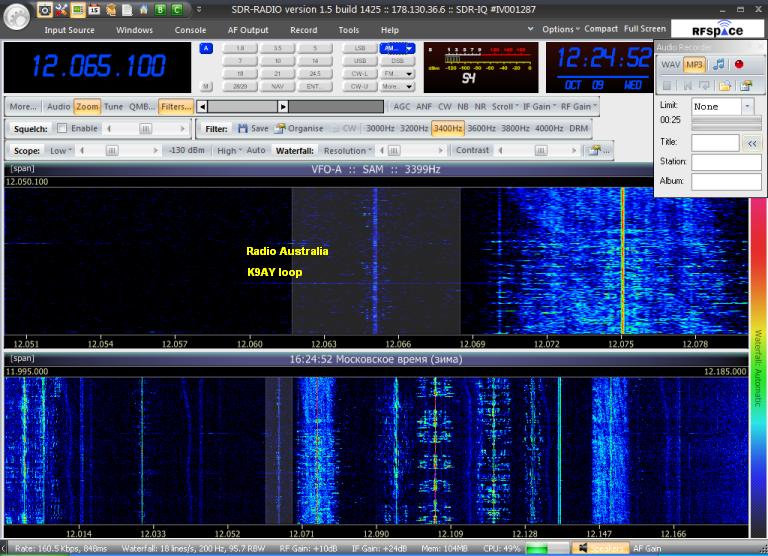 SDR-RADIO version 1.5 build 1425 :: 178.130.36.6 :: SDR-IQ #IV001287
Input Source Windows Console AF Output Record Tools Help Options Compact Full Screen
RFSPACE
12.065.100
A
M
1.8 3.5 5
7 10 14
18 21 24.5
28/29 NAV ENT...
LSB AM...
USB DSB
CW-L FM...
CW-U More...
S 1 3 5 7 9
S4
12:24:52
OCT 09 WED
Audio Recorder
WAV MP3
Limit: None
00:25
Title:
Station:
Album:
More... Audio Zoom Tune QMB... Filters... AGC ANF CW NB NR Scroll IF Gain RF Gain
Squelch: Enable Filter: Save Organise CW 3000Hz 3200Hz 3400Hz 3600Hz 3800Hz 4000Hz DRM
Scope: Low -130 dBm High Auto Waterfall: Resolution Contrast ...
[span] VFO-A :: SAM :: 3399Hz
12.050.100
Radio Australia
K9AY loop
12.051 12.054 12.057 12.060 12.063 12.066 12.069 12.072 12.075 12.078
[span] 16:24:52 Московское время (зима)
11.995.000 12.185.000
Waterfall: Automatic
12.014 12.033 12.052 12.071 12.090 12.109 12.128 12.147 12.166
Rate: 160.5 Kbps, 848ms Waterfall: 18 lines/s, 200 Hz, 95.7 RBW RF Gain: +10dB IF Gain: +24dB Mem: 104MB CPU: 49% Speakers AF Gain